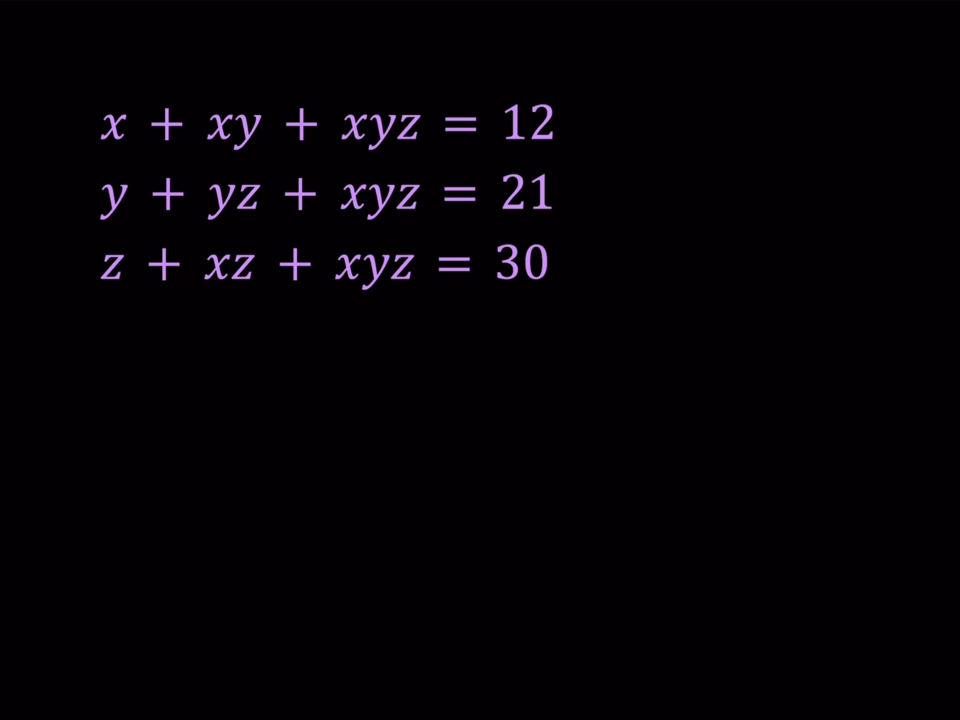 x + xy + xyz = 12
y + yz + xyz = 21
z + xz + xyz = 30